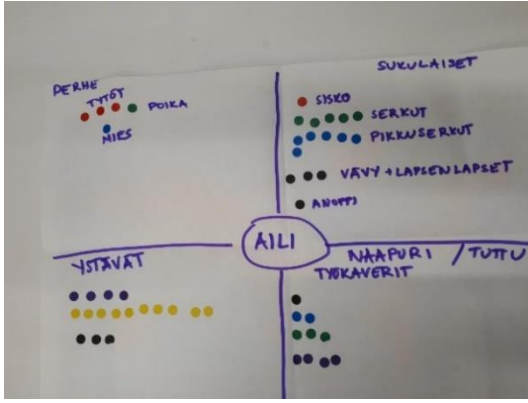 PERHE
TYTÖT
POIKA
MIES
SUKULAISET
SISKO
SERKUT
PIKKUSERKUT
VÄVY + LAPSENLAPSET
ANOPPI
AILI
YSTÄVÄT
NAAPURI / TUTTU
TYÖKAVERIT